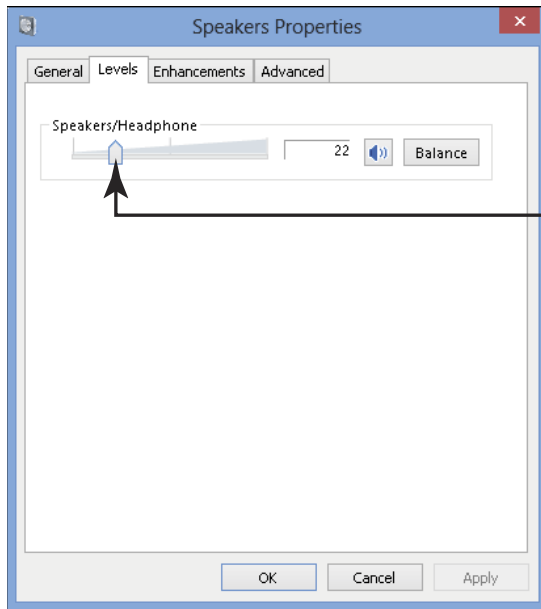 Speakers Properties
General Levels Enhancements Advanced
Speakers/Headphone
22 Balance
OK Cancel Apply